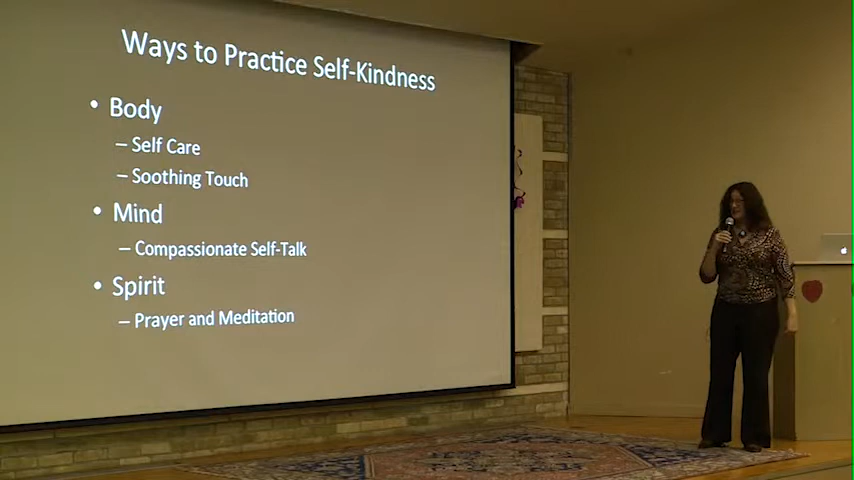 Ways to Practice Self-Kindness
• Body
– Self Care
– Soothing Touch
• Mind
– Compassionate Self-Talk
• Spirit
– Prayer and Meditation